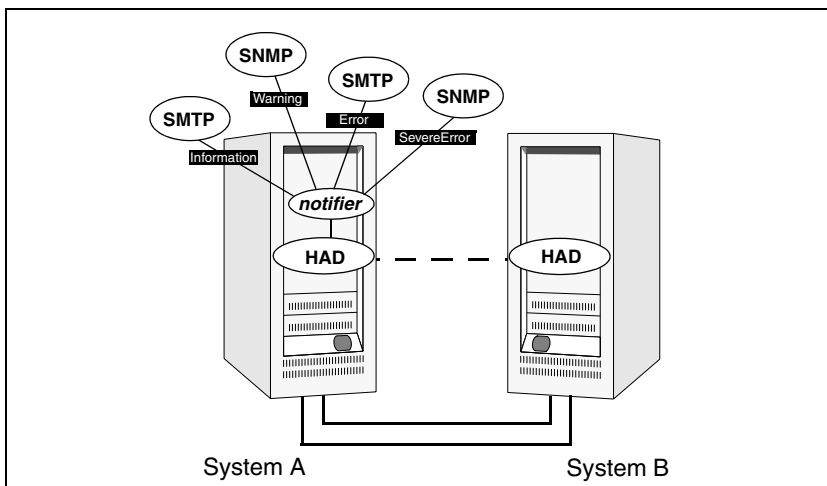 SNMP
SMTP
SNMP
Warning
SMTP
Error
SevereError
Information
notifier
HAD
HAD
System A
System B